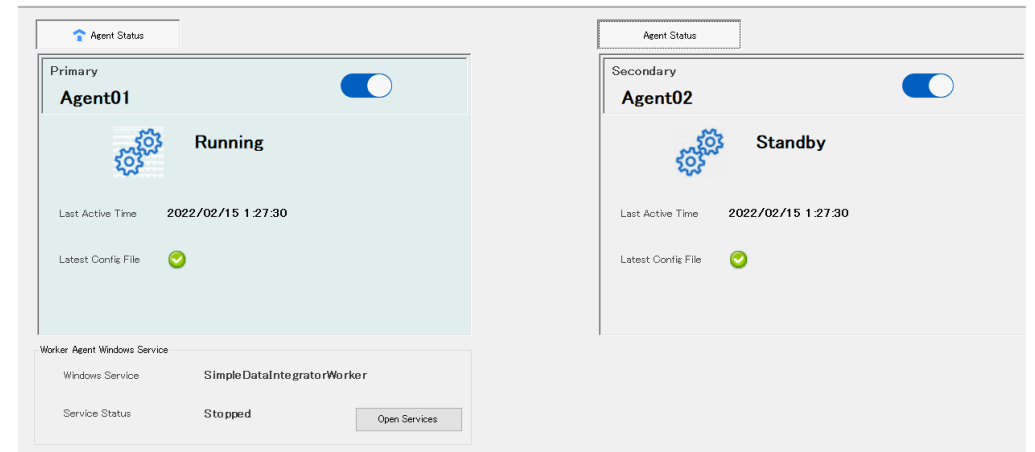 Agent Status
Primary
Agent01
Running
Last Active Time 2022/02/15 1:27:30
Latest Config File
Worker Agent Windows Service
Windows Service SimpleDataIntegratorWorker
Service Status Stopped
Open Services
Agent Status
Secondary
Agent02
Standby
Last Active Time 2022/02/15 1:27:30
Latest Config File